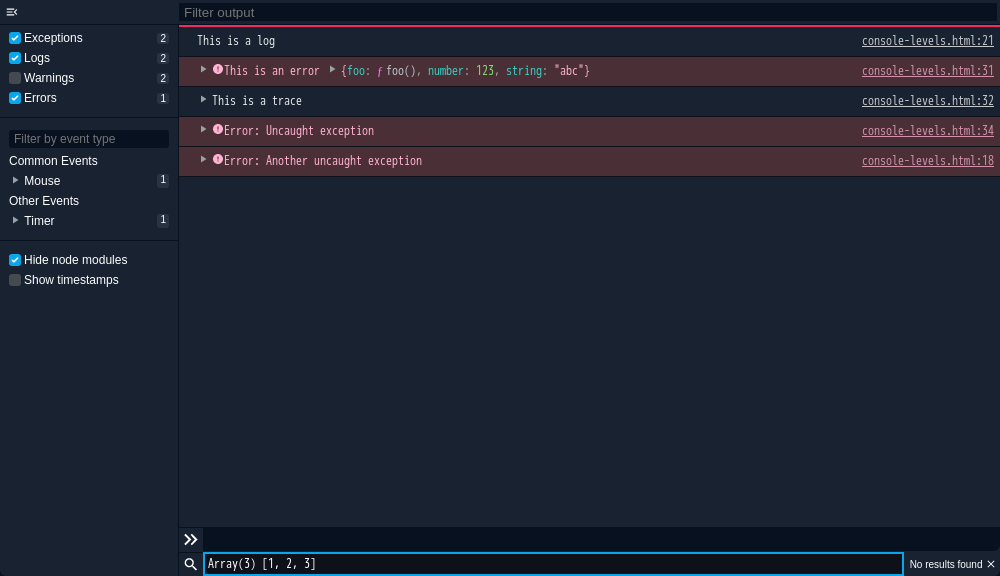 Filter output
Exceptions 2
Logs 2
Warnings 2
Errors 1
Filter by event type
Common Events
Mouse 1
Other Events
Timer 1
Hide node modules
Show timestamps
This is a log console-levels.html:21
This is an error {foo: ƒ foo(), number: 123, string: "abc"} console-levels.html:31
This is a trace console-levels.html:32
Error: Uncaught exception console-levels.html:34
Error: Another uncaught exception console-levels.html:18
Array(3) [1, 2, 3] No results found